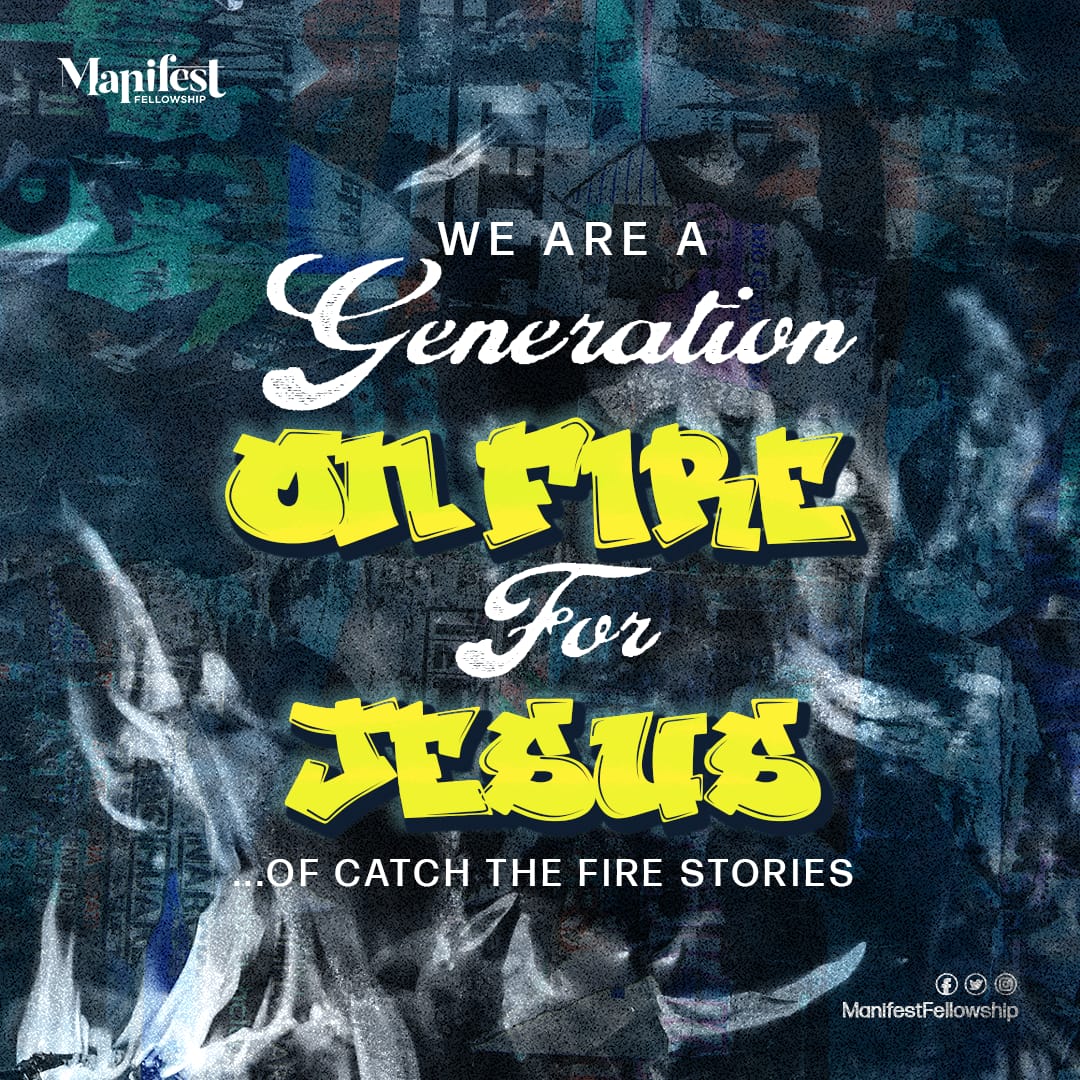 Manifest
FELLOWSHIP
WE ARE A
Generation
ON FIRE
For
JESUS
...OF CATCH THE FIRE STORIES
ManifestFellowship